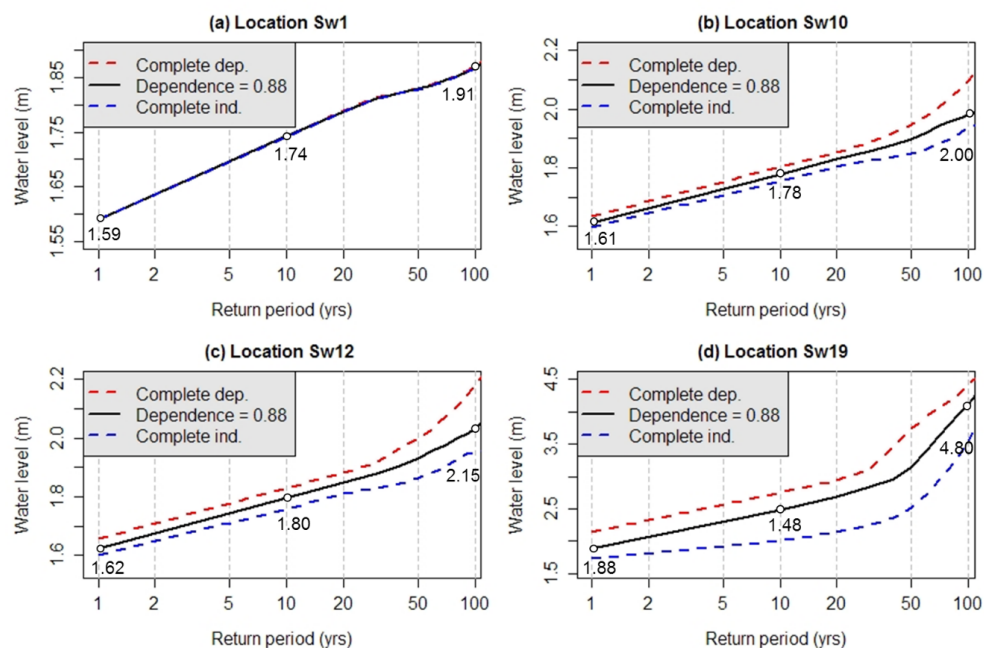 (a) Location Sw1
Complete dep.
Dependence = 0.88
Complete ind.
1.59
1.74
1.91
Water level (m)
1.55 1.65 1.75 1.85
1 2 5 10 20 50 100
Return period (yrs)
(b) Location Sw10
Complete dep.
Dependence = 0.88
Complete ind.
1.61
1.78
2.00
Water level (m)
1.6 1.8 2.0 2.2
1 2 5 10 20 50 100
Return period (yrs)
(c) Location Sw12
Complete dep.
Dependence = 0.88
Complete ind.
1.62
1.80
2.15
Water level (m)
1.6 1.8 2.0 2.2
1 2 5 10 20 50 100
Return period (yrs)
(d) Location Sw19
Complete dep.
Dependence = 0.88
Complete ind.
1.88
1.48
4.80
Water level (m)
1.5 2.5 3.5 4.5
1 2 5 10 20 50 100
Return period (yrs)